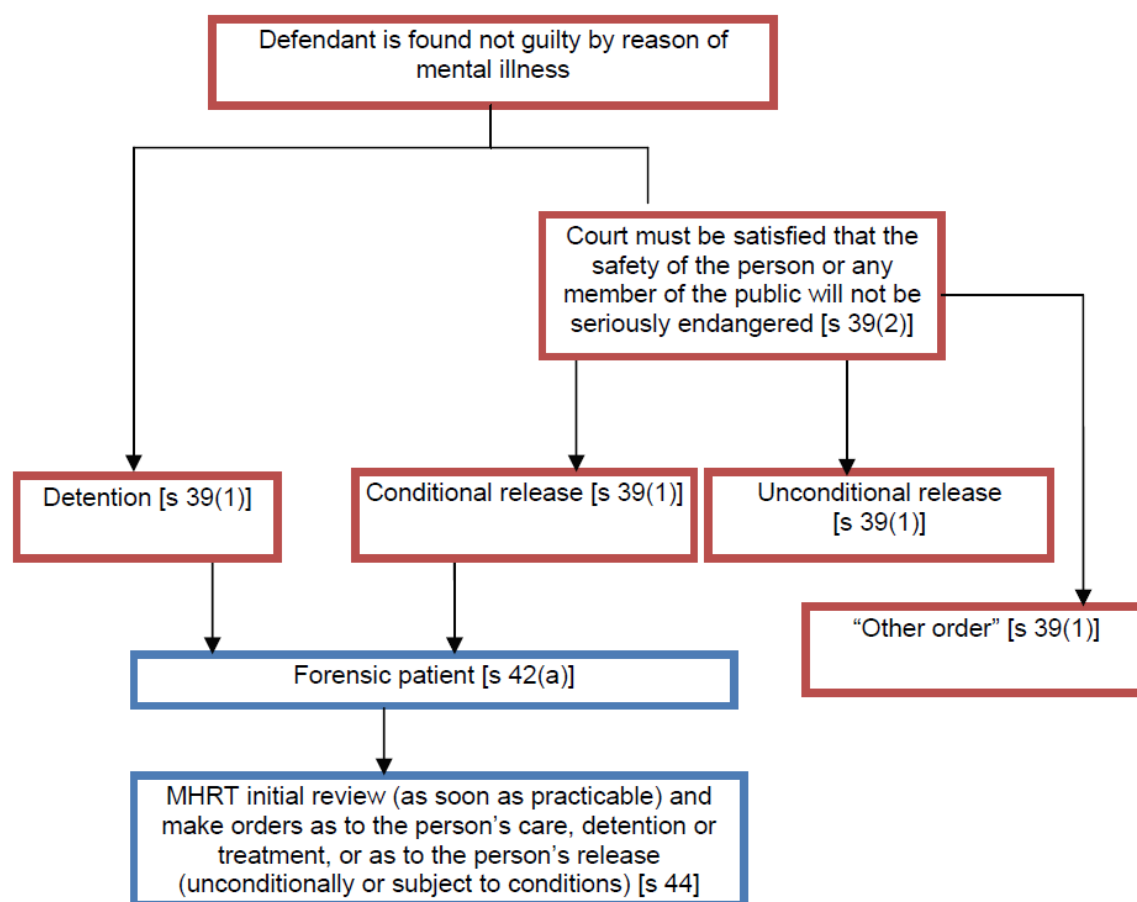 Defendant is found not guilty by reason of
mental illness
Court must be satisfied that the
safety of the person or any
member of the public will not be
seriously endangered [s 39(2)]
Detention [s 39(1)]
Conditional release [s 39(1)]
Unconditional release
[s 39(1)]
“Other order” [s 39(1)]
Forensic patient [s 42(a)]
MHRT initial review (as soon as practicable) and
make orders as to the person’s care, detention or
treatment, or as to the person’s release
(unconditionally or subject to conditions) [s 44]